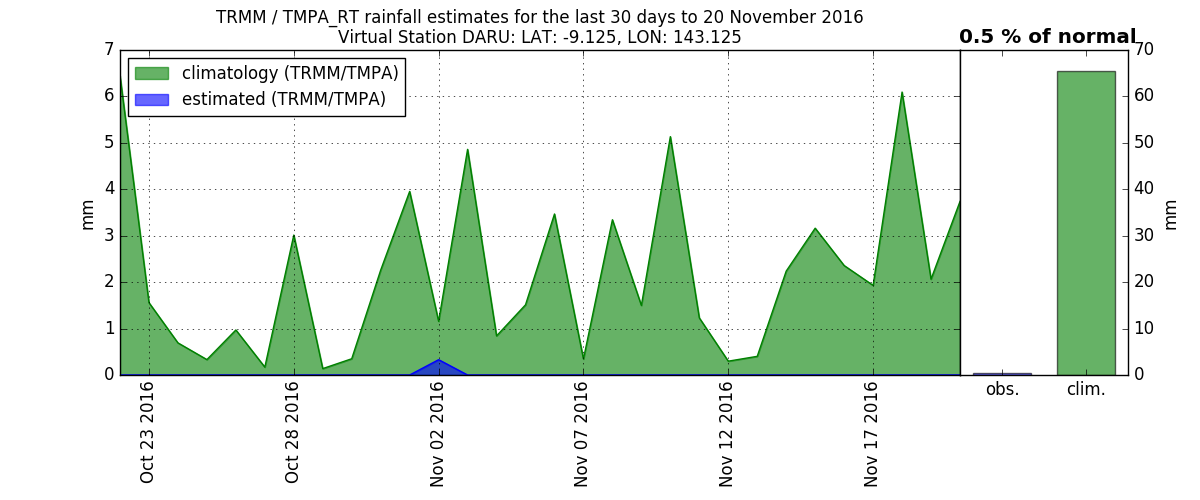 TRMM / TMPA_RT rainfall estimates for the last 30 days to 20 November 2016
Virtual Station DARU: LAT: -9.125, LON: 143.125
0.5 % of normal
climatology (TRMM/TMPA)
estimated (TRMM/TMPA)
mm
7
6
5
4
3
2
1
0
Oct 23 2016
Oct 28 2016
Nov 02 2016
Nov 07 2016
Nov 12 2016
Nov 17 2016
obs.
clim.
70
60
50
40
30
20
10
0
mm